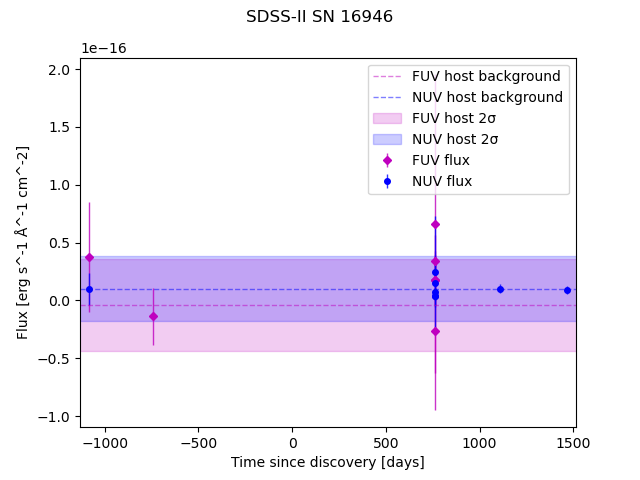 SDSS-II SN 16946
1e−16
2.0
1.5
1.0
0.5
0.0
−0.5
−1.0
Flux [erg s^-1 Å^-1 cm^-2]
FUV host background
NUV host background
FUV host 2σ
NUV host 2σ
FUV flux
NUV flux
−1000
−500
0
500
1000
1500
Time since discovery [days]